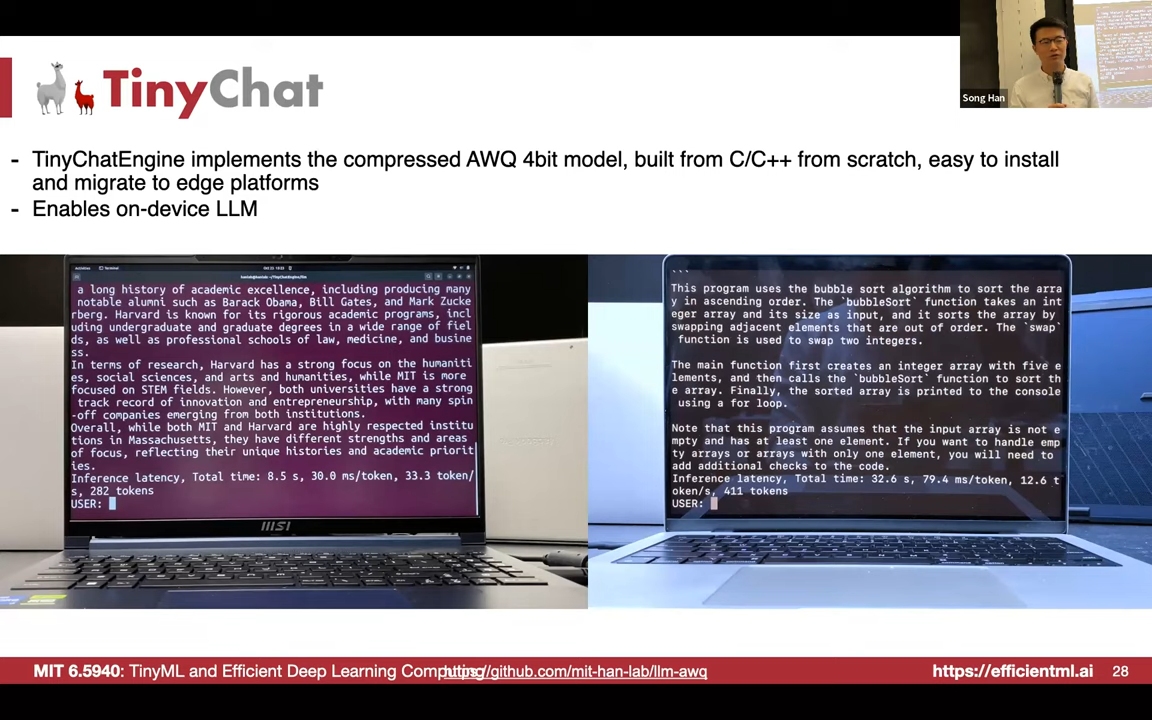 Song Han
TinyChat
- TinyChatEngine implements the compressed AWQ 4bit model, built from C/C++ from scratch, easy to install
and migrate to edge platforms
- Enables on-device LLM
Activities Terminal
a long history of academic excellence, including producing many
notable alumni such as Barack Obama, Bill Gates, and Mark Zucke
rberg. Harvard is known for its rigorous academic programs, incl
uding undergraduate and graduate degrees in a wide range of fiel
ds, as well as professional schools of law, medicine, and busine
ss.
In terms of research, Harvard has a strong focus on the humaniti
es, social sciences, and arts and humanities, while MIT is more
focused on STEM fields. However, both universities have a strong
track record of innovation and entrepreneurship, with many spin
-off companies emerging from both institutions.
Overall, while both MIT and Harvard are highly respected institu
tions in Massachusetts, they have different strengths and areas
of focus, reflecting their unique histories and academic priorit
ies.
Inference latency, Total time: 8.5 s, 30.0 ms/token, 33.3 token/
s, 282 tokens
USER:
msi
```
This program uses the bubble sort algorithm to sort the arra
y in ascending order. The `bubbleSort` function takes an int
eger array and its size as input, and it sorts the array by
swapping adjacent elements that are out of order. The `swap`
function is used to swap two integers.
The main function first creates an integer array with five e
lements, and then calls the `bubbleSort` function to sort th
e array. Finally, the sorted array is printed to the console
using a for loop.
Note that this program assumes that the input array is not e
mpty and has at least one element. If you want to handle emp
ty arrays or arrays with only one element, you will need to
add additional checks to the code.
Inference latency, Total time: 32.6 s, 79.4 ms/token, 12.6 t
oken/s, 411 tokens
USER:
MIT 6.5940: TinyML and Efficient Deep Learning Computing https://github.com/mit-han-lab/llm-awq https://efficientml.ai 28